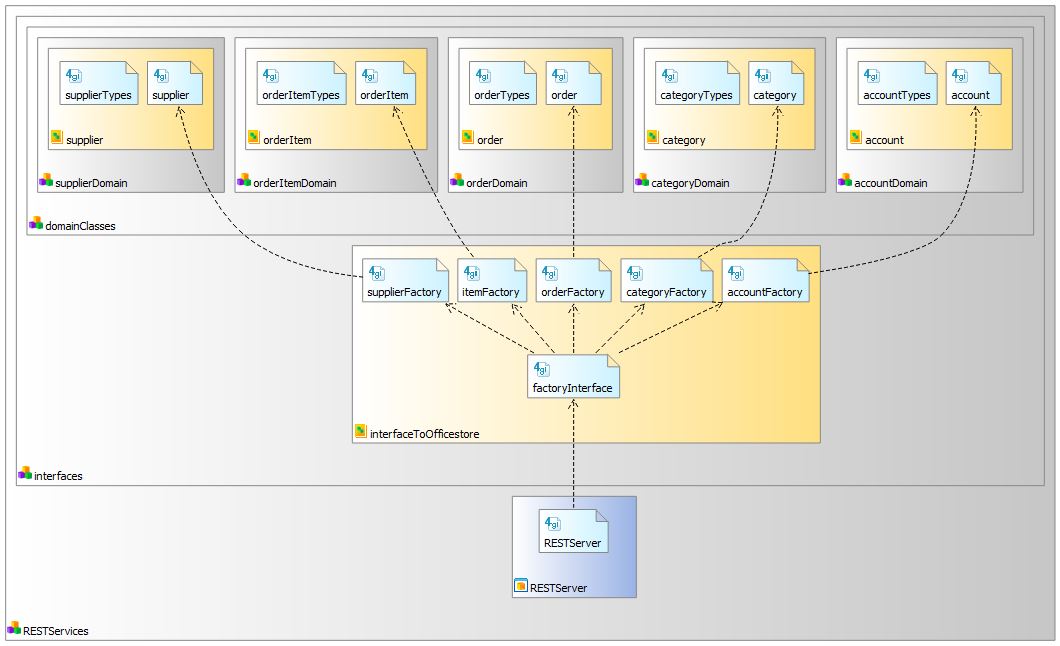 4gl 4gl 4gl 4gl 4gl 4gl 4gl 4gl 4gl 4gl
supplierTypes supplier orderItemTypes orderItem orderTypes order categoryTypes category accountTypes account
supplier orderItem order category account
supplierDomain orderItemDomain orderDomain categoryDomain accountDomain
domainClasses
4gl 4gl 4gl 4gl 4gl
supplierFactory itemFactory orderFactory categoryFactory accountFactory
4gl
factoryInterface
interfaceToOfficestore
interfaces
4gl
RESTServer
RESTServer
RESTServices